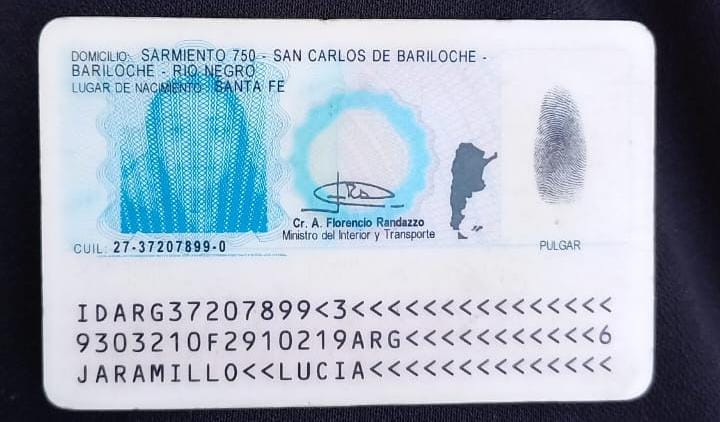 DOMICILIO: SARMIENTO 750 - SAN CARLOS DE BARILOCHE -
BARILOCHE - RIO NEGRO
LUGAR DE NACIMIENTO: SANTA FE
Cr. A. Florencio Randazzo
Ministro del Interior y Transporte
CUIL: 27-37207899-0
PULGAR
IDARG37207899<3<<<<<<<<<<<<<<<
9303210F2910219ARG<<<<<<<<<<<6
JARAMILLO<<LUCIA<<<<<<<<<<<<<<